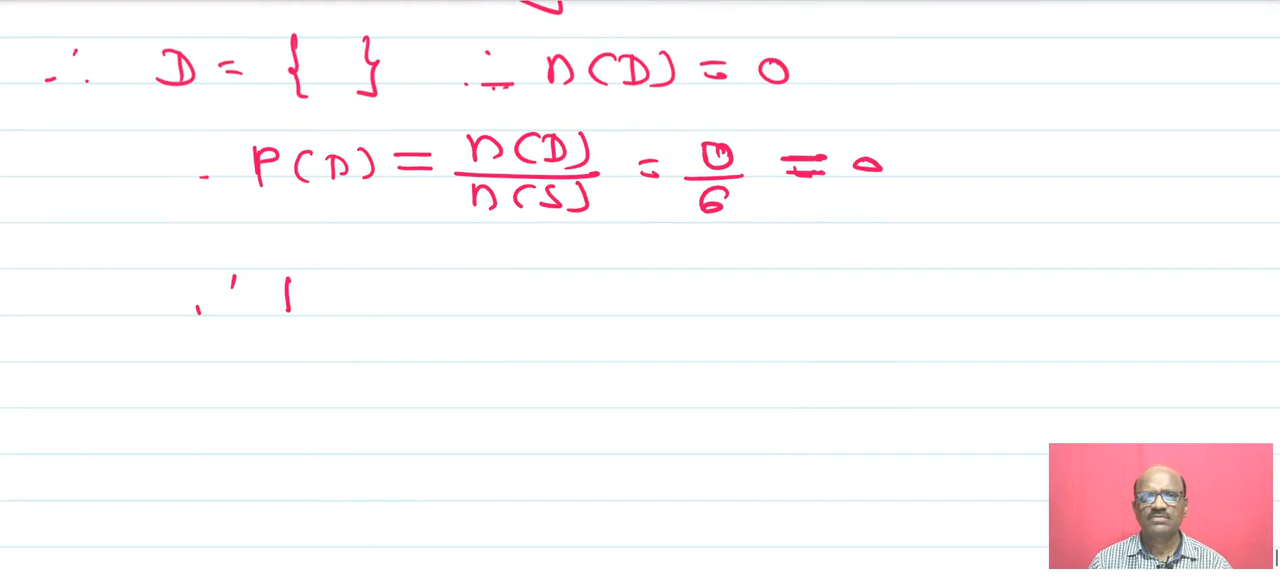 ∴ D = { } ∴ n(D) = 0
. P(D) = n(D)/n(S) = 0/6 = 0
∴ |